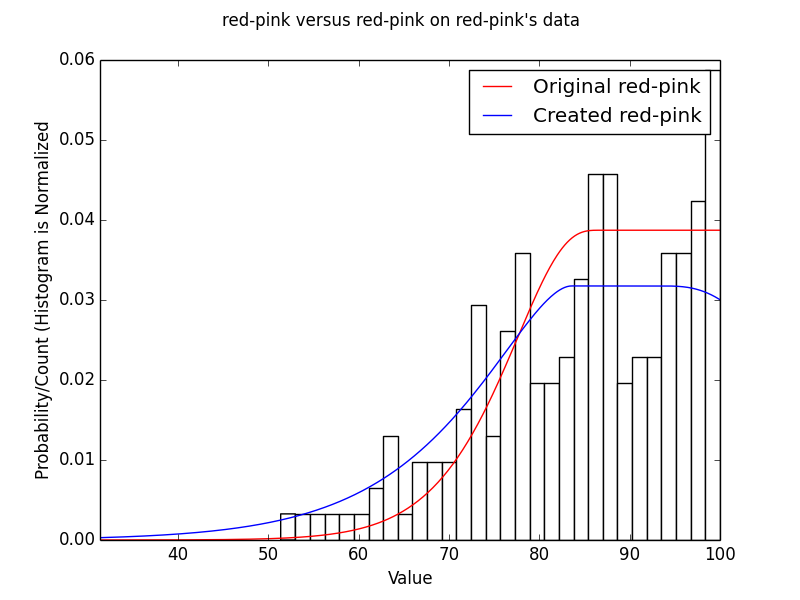 red-pink versus red-pink on red-pink's data
0.06
0.05
0.04
0.03
0.02
0.01
0.00
Probability/Count (Histogram is Normalized
Original red-pink
Created red-pink
40 50 60 70 80 90 100
Value